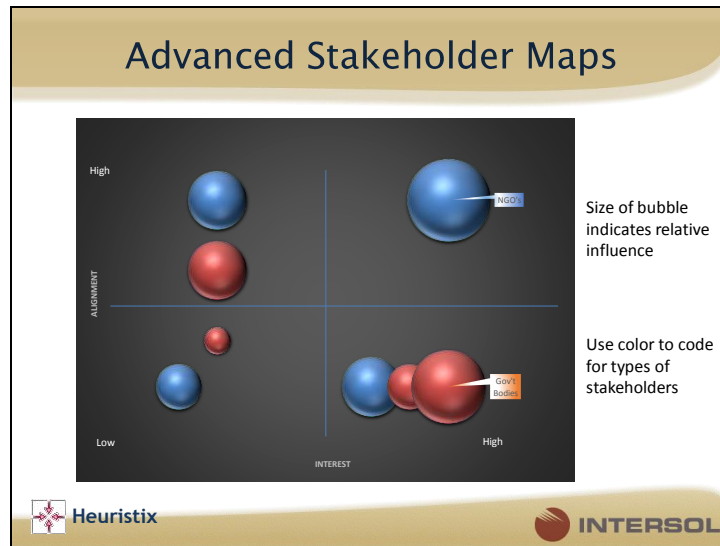 Advanced Stakeholder Maps
High
NGO's
ALIGNMENT
Gov't
Bodies
Low
High
INTEREST
Size of bubble
indicates relative
influence
Use color to code
for types of
stakeholders
Heuristix
INTERSOL